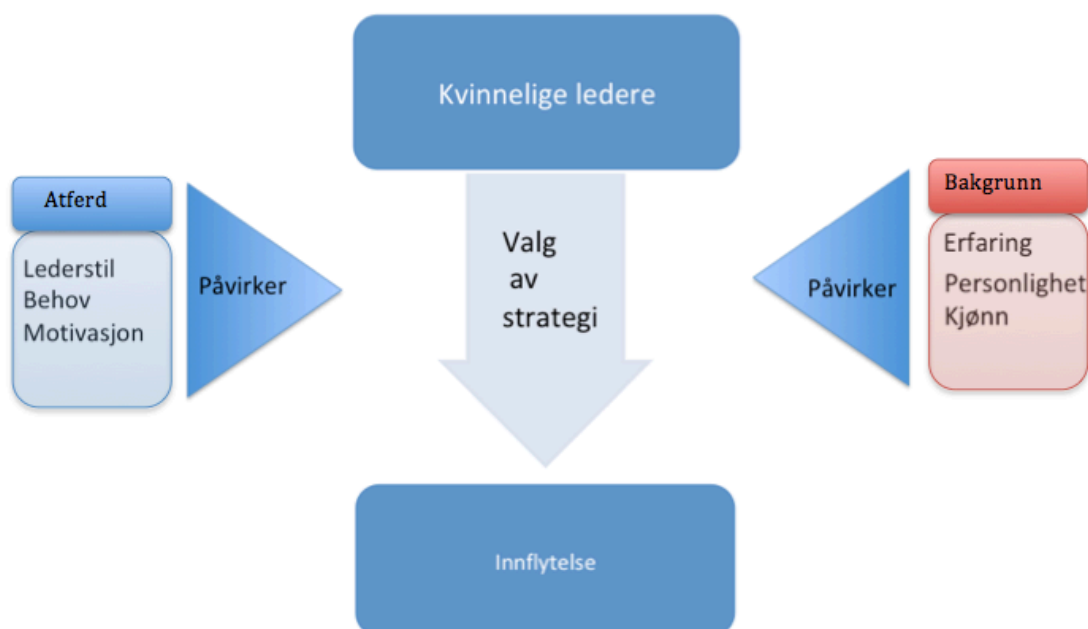 Kvinnelige ledere
Atferd
Lederstil
Behov
Motivasjon
Påvirker
Valg
av
strategi
Påvirker
Bakgrunn
Erfaring
Personlighet
Kjønn
Innflytelse